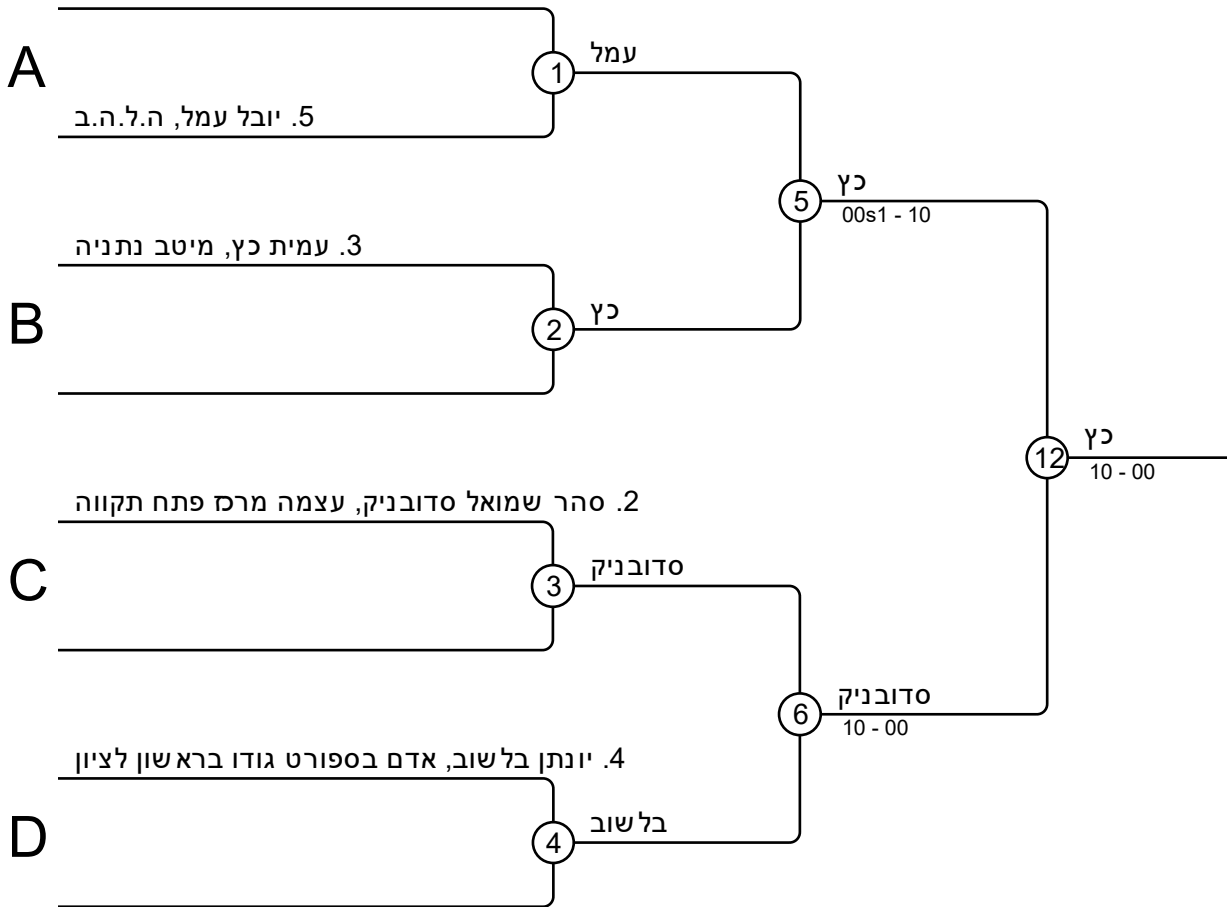 A
1
עמל
5. יובל עמל, ה.ל.ה.ב
5
כץ
00s1 - 10
3. עמית כץ, מיטב נתניה
B
2
כץ
12
כץ
10 - 00
2. סהר שמואל סדובניק, עצמה מרכז פתח תקווה
C
3
סדובניק
6
סדובניק
10 - 00
4. יונתן בלשוב, אדם בספורט גודו בראשון לציון
D
4
בלשוב